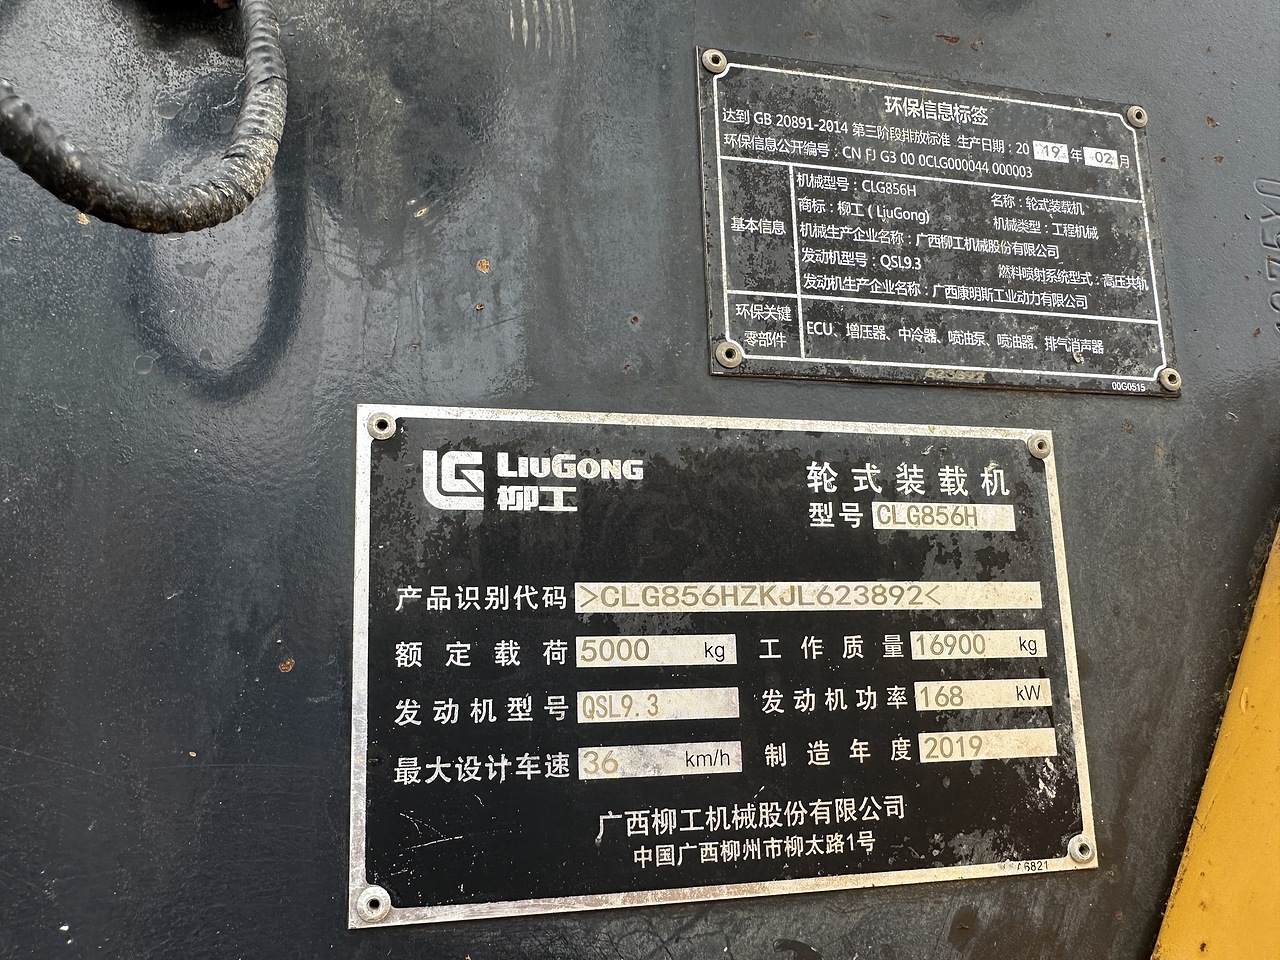 环保信息标签
达到 GB 20891-2014 第三阶段排放标准 生产日期：20 19 年 02 月
环保信息公开编号：CN FJ G3 00 0CLG000044 000003
基本信息
机械型号：CLG856H 名称：轮式装载机
商标：柳工（LiuGong) 机械类型：工程机械
机械生产企业名称：广西柳工机械股份有限公司
发动机型号：QSL9.3 燃料喷射系统型式：高压共轨
发动机生产企业名称：广西康明斯工业动力有限公司
环保关键
零部件
ECU、增压器、中冷器、喷油泵、喷油器、排气消声器
00G0515
LG LIUGONG
柳工
轮式装载机
型号 CLG856H
产品识别代码 >CLG856HZKJL623892<
额定载荷 5000 kg 工作质量 16900 kg
发动机型号 QSL9.3 发动机功率 168 kW
最大设计车速 36 km/h 制造年度 2019
广西柳工机械股份有限公司
中国广西柳州市柳太路1号